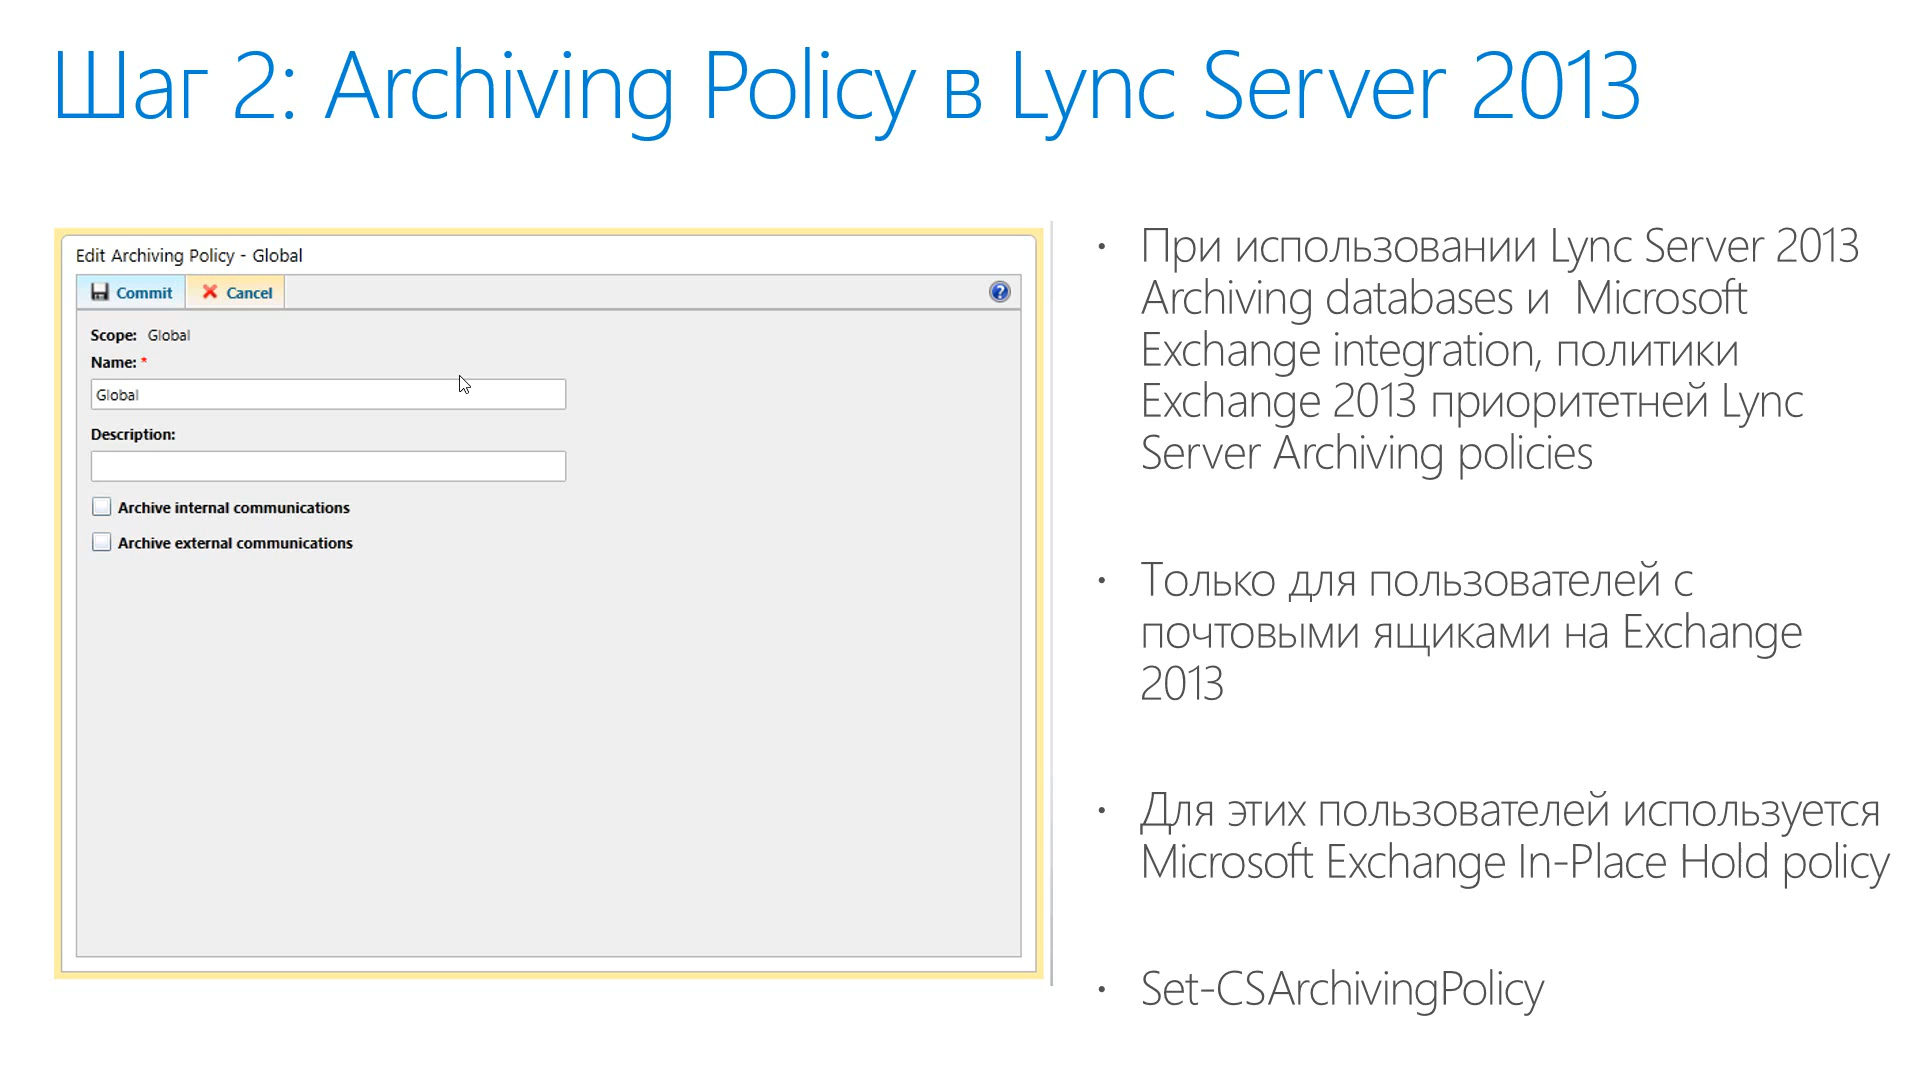 Шаг 2: Archiving Policy в Lync Server 2013
Edit Archiving Policy - Global
Commit
Cancel
Scope: Global
Name: *
Global
Description:
Archive internal communications
Archive external communications
• При использовании Lync Server 2013
Archiving databases и Microsoft
Exchange integration, политики
Exchange 2013 приоритетней Lync
Server Archiving policies
• Только для пользователей с
почтовыми ящиками на Exchange
2013
• Для этих пользователей используется
Microsoft Exchange In-Place Hold policy
• Set-CSArchivingPolicy